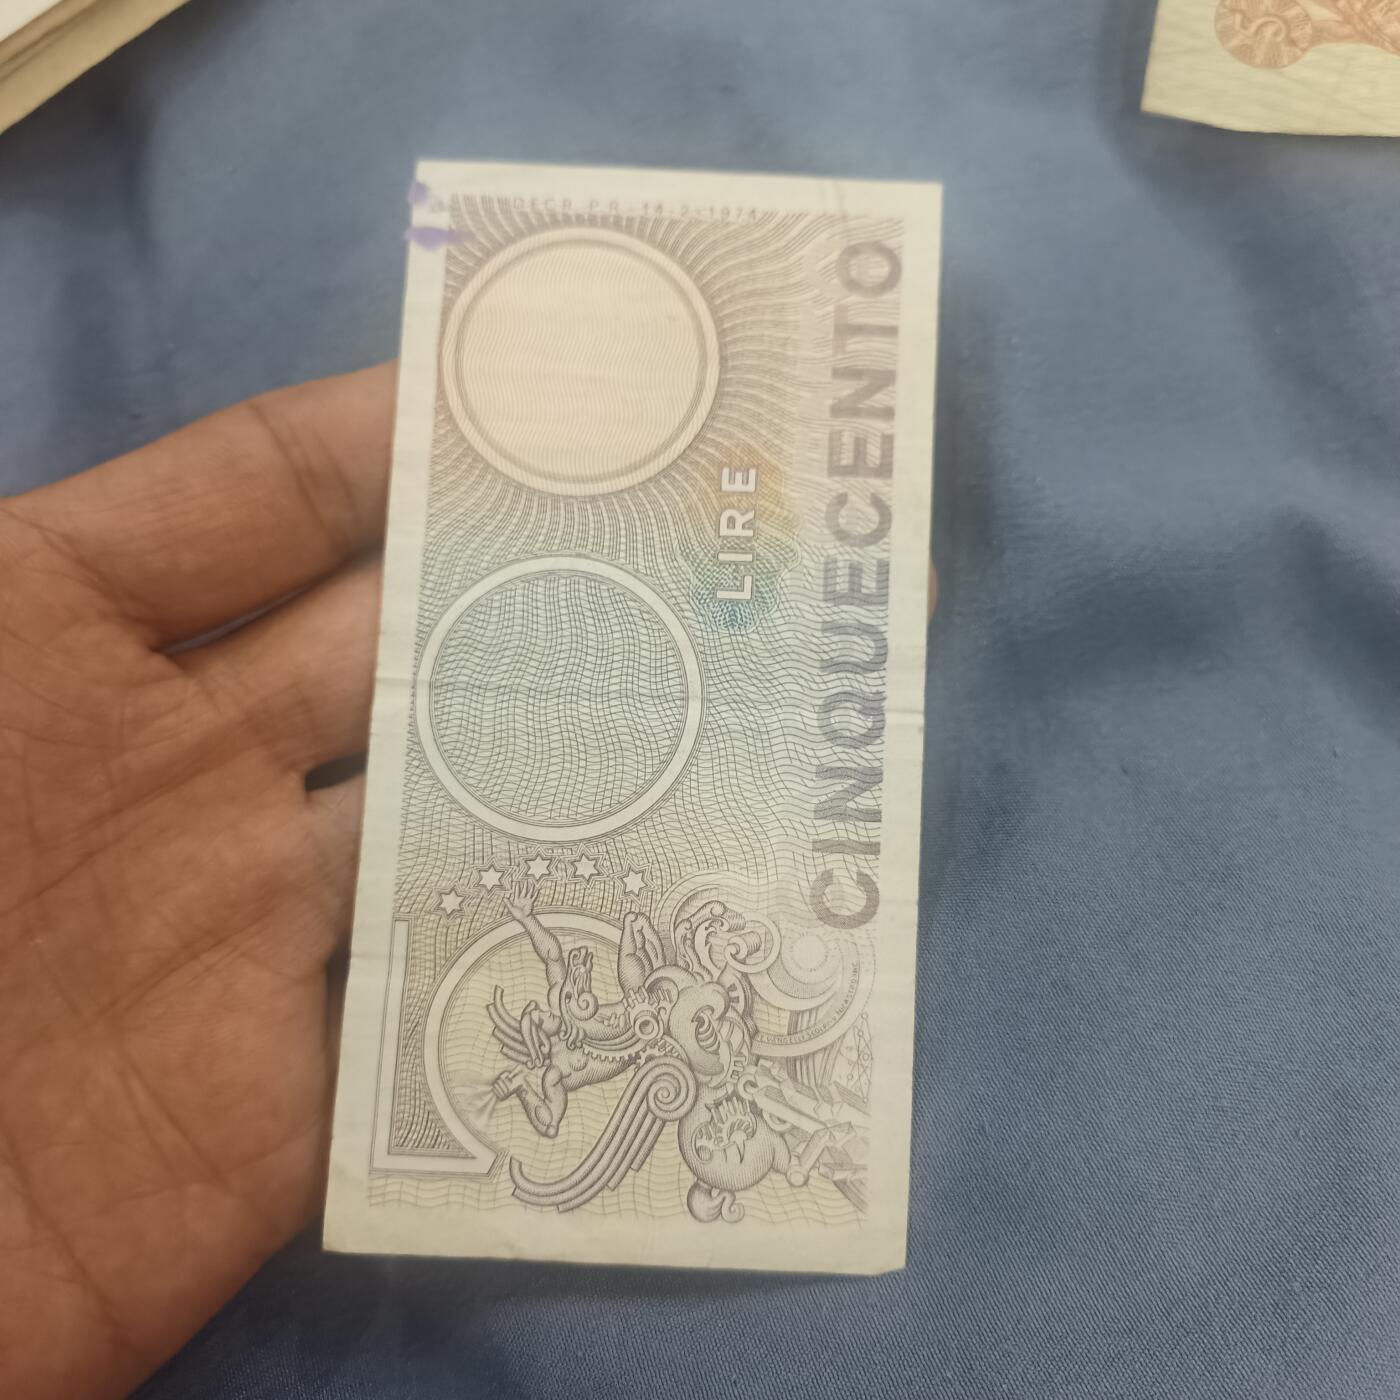 DECR. P.R. 14-2-1974
LIRE
CINQUECENTO